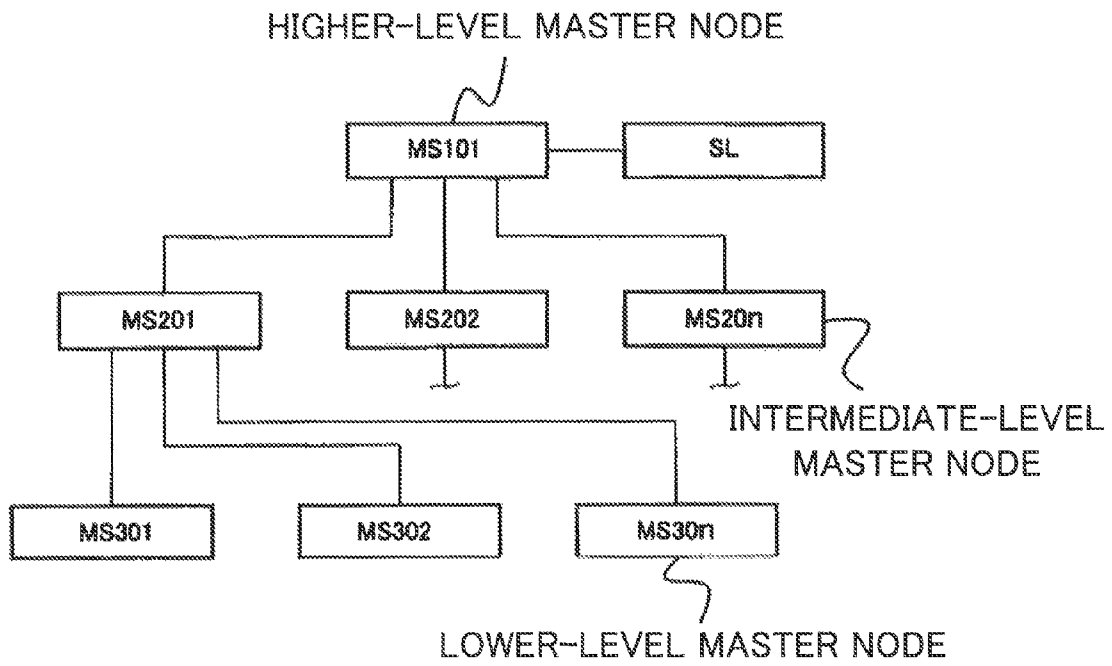 HIGHER-LEVEL MASTER NODE
MS101
SL
MS201
MS202
MS20n
INTERMEDIATE-LEVEL
MASTER NODE
MS301
MS302
MS30n
LOWER-LEVEL MASTER NODE